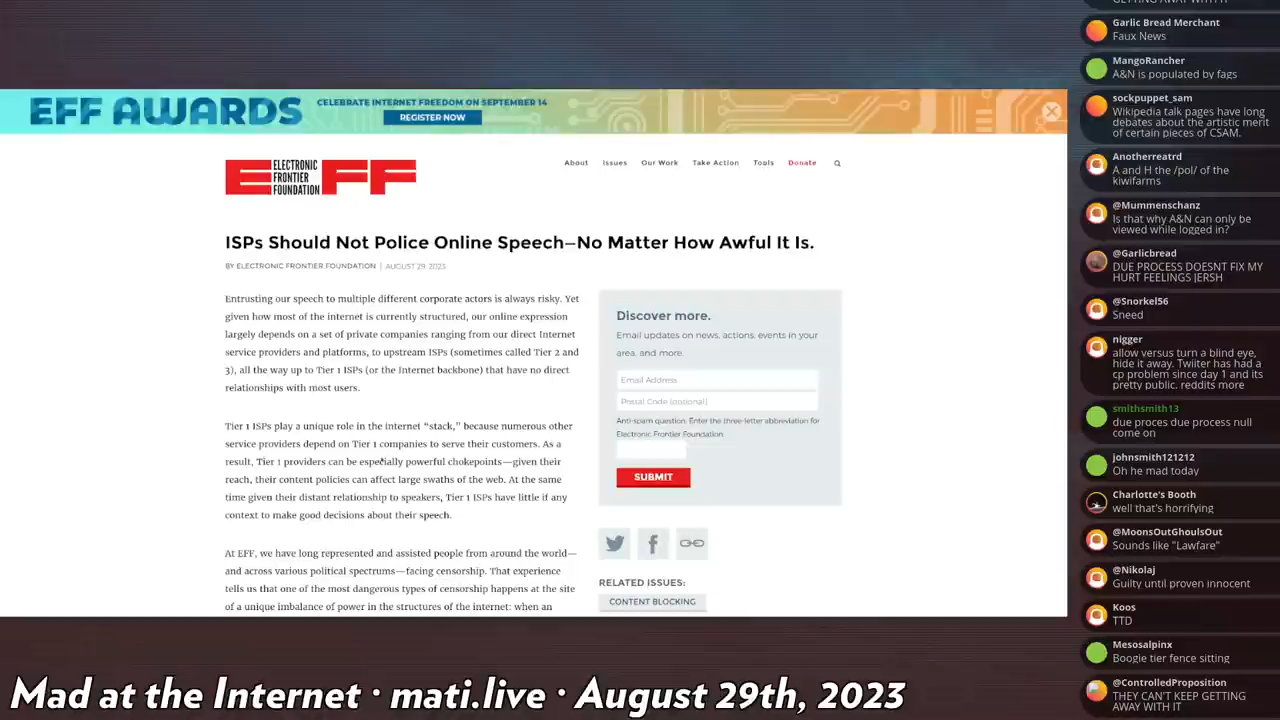 EFF AWARDS
CELEBRATE INTERNET FREEDOM ON SEPTEMBER 14
REGISTER NOW
ELECTRONIC
FRONTIER
FOUNDATION
EFF
About
Issues
Our Work
Take Action
Tools
Donate
ISPs Should Not Police Online Speech—No Matter How Awful It Is.
BY ELECTRONIC FRONTIER FOUNDATION | AUGUST 29, 2023
Entrusting our speech to multiple different corporate actors is always risky. Yet
given how most of the internet is currently structured, our online expression
largely depends on a set of private companies ranging from our direct Internet
service providers and platforms, to upstream ISPs (sometimes called Tier 2 and
3), all the way up to Tier 1 ISPs (or the Internet backbone) that have no direct
relationships with most users.
Tier 1 ISPs play a unique role in the internet “stack,” because numerous other
service providers depend on Tier 1 companies to serve their customers. As a
result, Tier 1 providers can be especially powerful chokepoints—given their
reach, their content policies can affect large swaths of the web. At the same
time given their distant relationship to speakers, Tier 1 ISPs have little if any
context to make good decisions about their speech.
At EFF, we have long represented and assisted people from around the world—
and across various political spectrums—facing censorship. That experience
tells us that one of the most dangerous types of censorship happens at the site
of a unique imbalance of power in the structures of the internet: when an
Discover more.
Email updates on news, actions, events in your
area, and more.
Email Address
Postal Code (optional)
Anti-spam question: Enter the three-letter abbreviation for
Electronic Frontier Foundation:
SUBMIT
RELATED ISSUES:
CONTENT BLOCKING
GETTING AWAY WITH IT
Garlic Bread Merchant
Faux News
MangoRancher
A&N is populated by fags
sockpuppet_sam
Wikipedia talk pages have long
debates about the artistic merit
of certain pieces of CSAM.
Anotherreatrd
A and H the /pol/ of the
kiwifarms
@Mummenschanz
Is that why A&N can only be
viewed while logged in?
@Garlicbread
DUE PROCESS DOESNT FIX MY
HURT FEELINGS JERSH
@Snorkel56
Sneed
nigger
allow versus turn a blind eye,
hide it away. Twiiter has had a
cp problem since day 1 and its
pretty public. reddits more
smithsmith13
due proces due process null
come on
johnsmith121212
Oh he mad today
Charlotte's Booth
well that's horrifying
@MoonsOutGhoulsOut
Sounds like "Lawfare"
@Nikolaj
Guilty until proven innocent
Koos
TTD
Mesosalpinx
Boogie tier fence sitting
@ControlledProposition
THEY CAN'T KEEP GETTING
AWAY WITH IT
Mad at the Internet · mati.live · August 29th, 2023